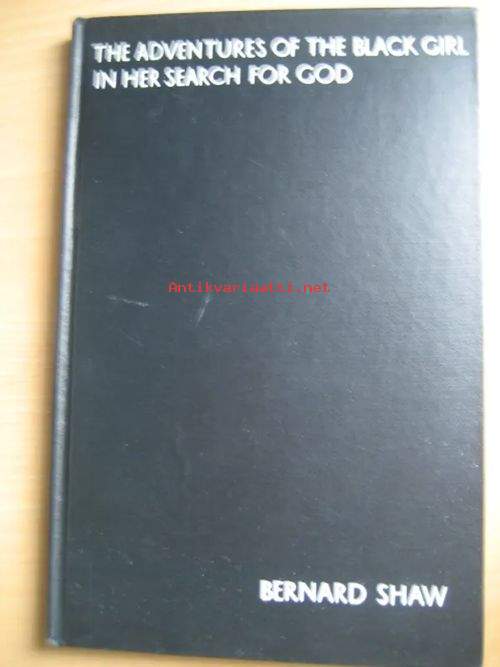 THE ADVENTURES OF THE BLACK GIRL
IN HER SEARCH FOR GOD
Antikvariaatti.net
BERNARD SHAW